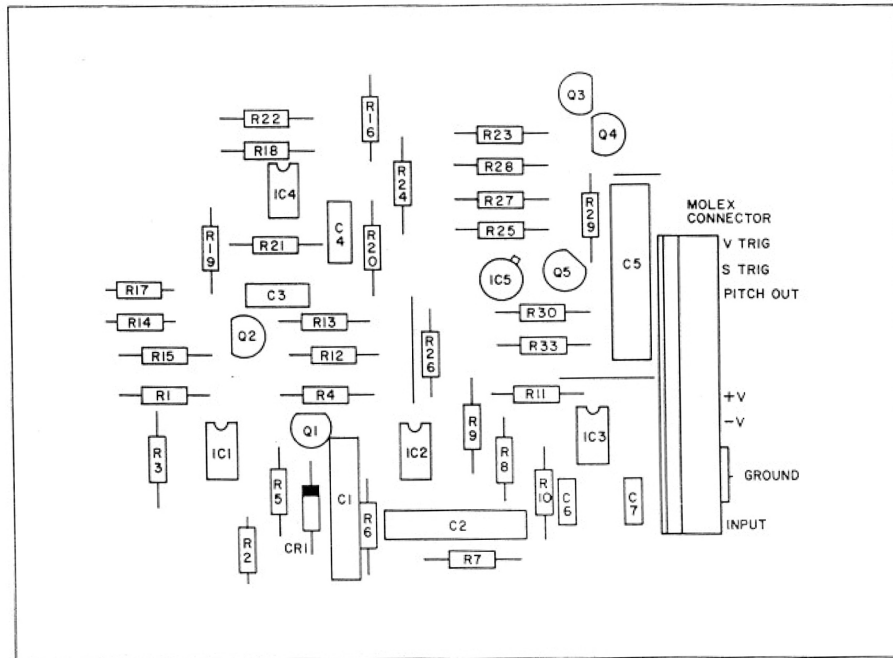 Q3
R22
R16
Q4
R23
R18
R28
R24
IC4
R27
R29
MOLEX
CONNECTOR
C4
R19
R21
R20
R25
V TRIG
C5
S TRIG
IC5
Q5
R17
C3
PITCH OUT
R14
R13
R30
Q2
R15
R12
R26
R33
R1
R4
R11
+V
-V
Q1
R9
R3
IC1
IC2
R8
IC3
R5
C1
R10
C6
C7
GROUND
R6
C2
INPUT
R2
CR1
R7